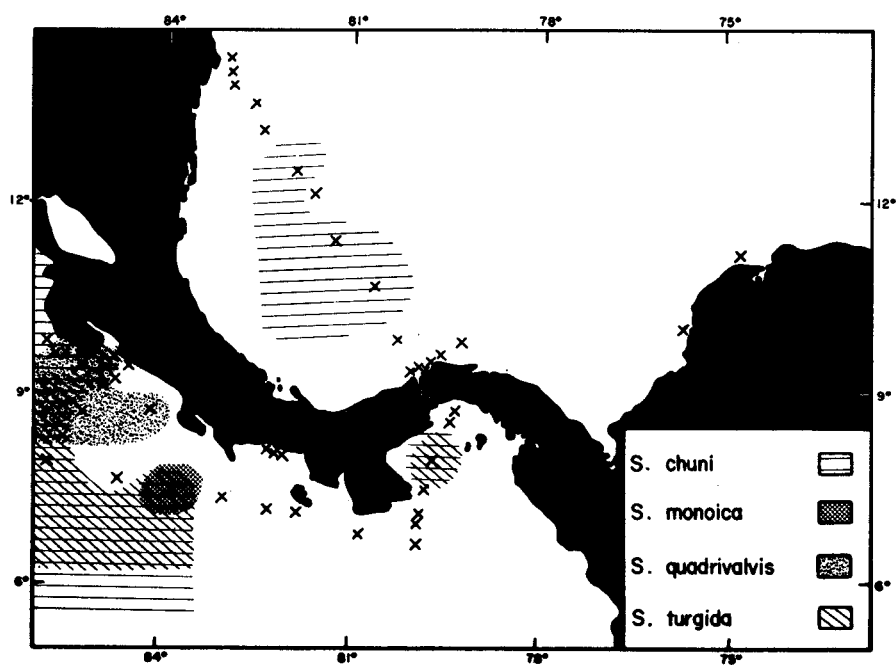 84° 81° 78° 75°
12° 12°
9° 9°
6° 6°
S. chuni
S. monoica
S. quadrivalvis
S. turgida
84° 81° 78° 75°